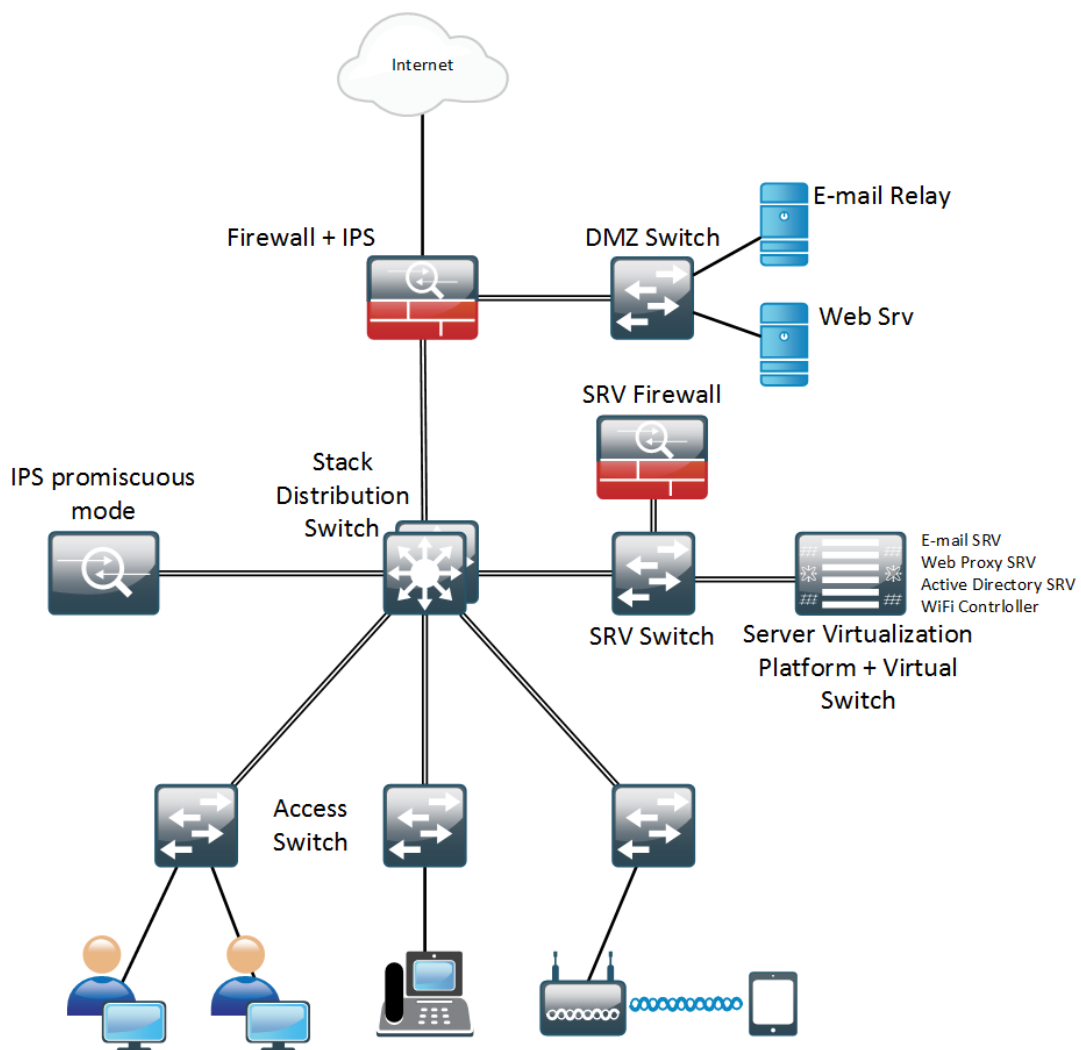 Internet
Firewall + IPS
DMZ Switch
E-mail Relay
Web Srv
SRV Firewall
IPS promiscuous
mode
Stack
Distribution
Switch
SRV Switch
E-mail SRV
Web Proxy SRV
Active Directory SRV
WiFi Contrlloller
Server Virtualization
Platform + Virtual
Switch
Access
Switch